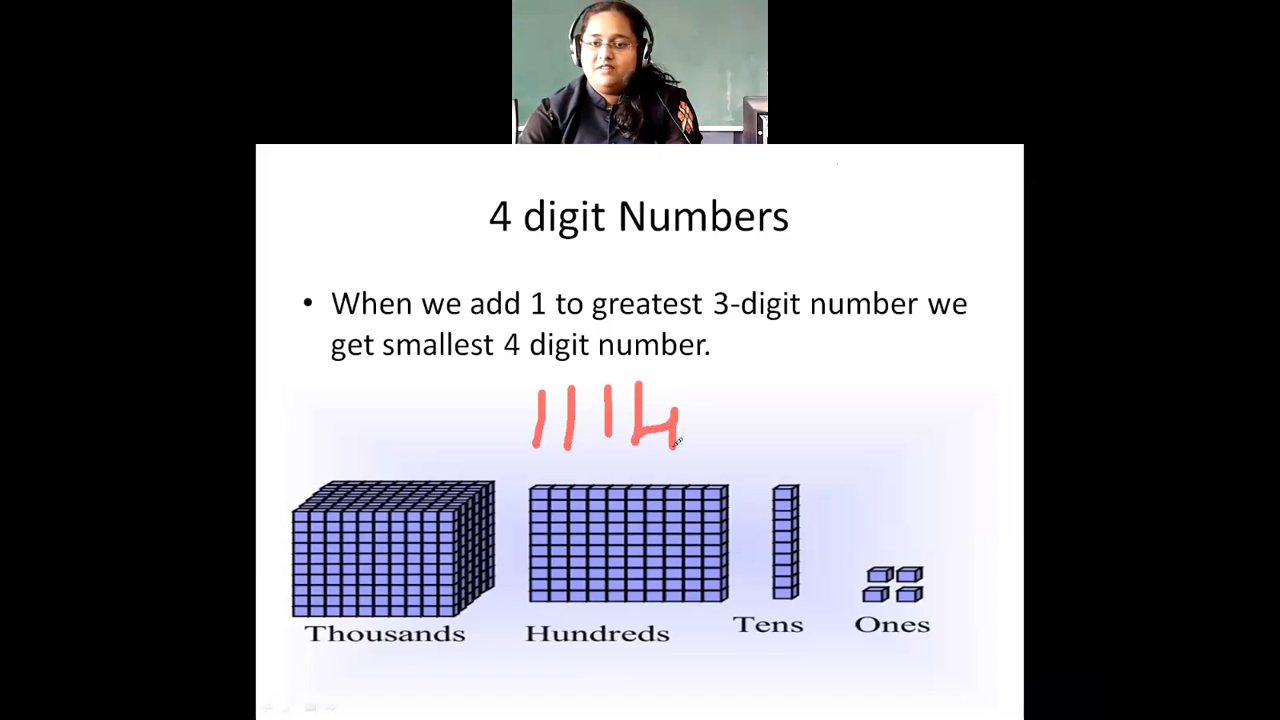 4 digit Numbers
• When we add 1 to greatest 3-digit number we
get smallest 4 digit number.
1114
Thousands Hundreds Tens Ones